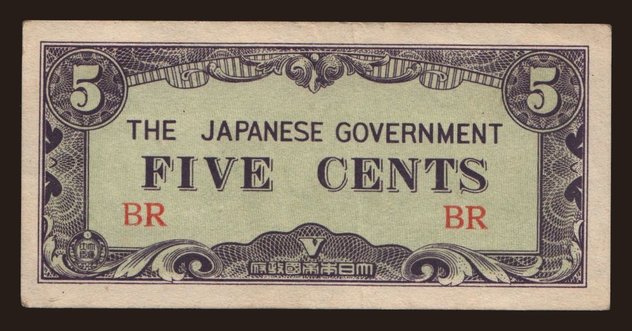 5 5
THE JAPANESE GOVERNMENT
FIVE CENTS
BR BR
V
府政國帝本日大